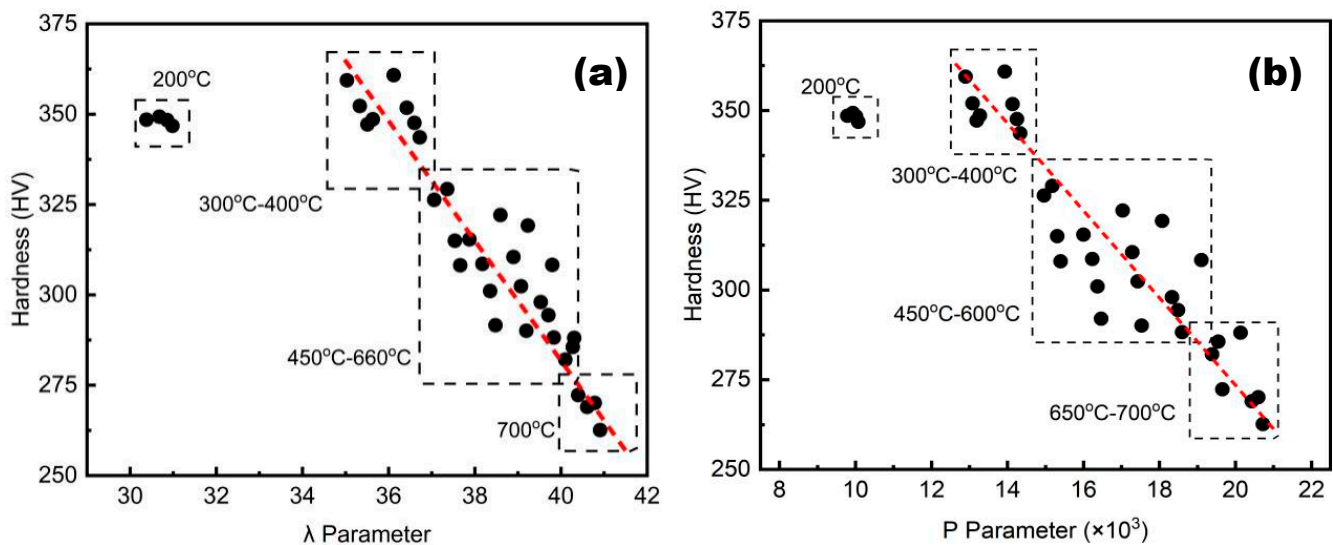 375
350
325
300
275
250
Hardness (HV)
(a)
200°C
300°C-400°C
450°C-660°C
700°C
30
32
34
36
38
40
42
λ Parameter
375
350
325
300
275
250
Hardness (HV)
(b)
200°C
300°C-400°C
450°C-600°C
650°C-700°C
8
10
12
14
16
18
20
22
P Parameter (×10³)